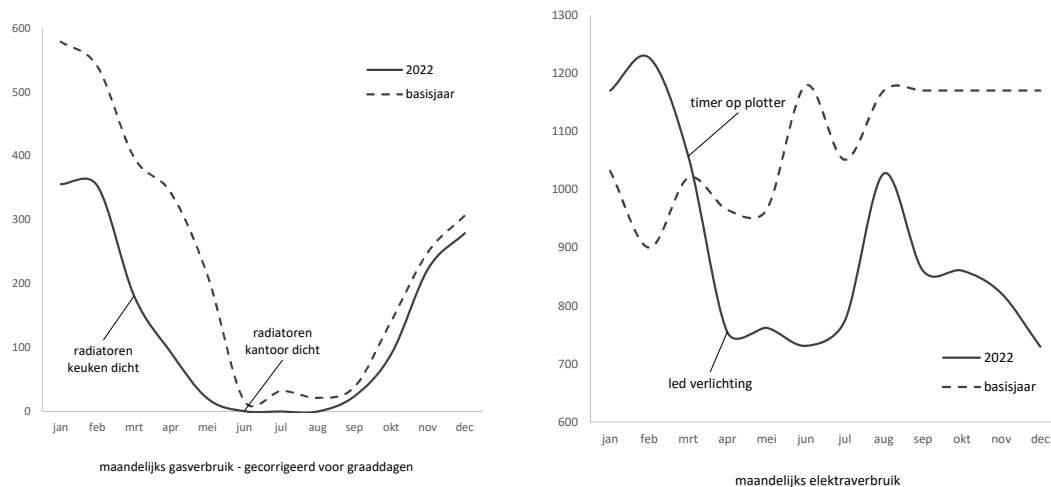 600
500
400
300
200
100
0
2022
basisjaar
radiatoren
keuken dicht
radiatoren
kantoor dicht
jan feb mrt apr mei jun jul aug sep okt nov dec
maandelijks gasverbruik - gecorrigeerd voor graaddagen
1300
1200
1100
1000
900
800
700
600
timer op plotter
led verlichting
2022
basisjaar
jan feb mrt apr mei jun jul aug sep okt nov dec
maandelijks elektraverbruik